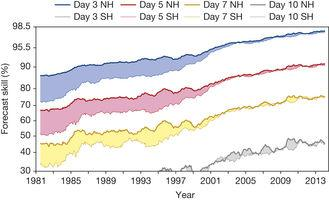 Day 3 NH Day 5 NH Day 7 NH Day 10 NH
Day 3 SH Day 5 SH Day 7 SH Day 10 SH
Forecast skill (%)
98.5
95.5
90
80
70
60
50
40
30
1981 1985 1989 1993 1997 2001 2005 2009 2013
Year